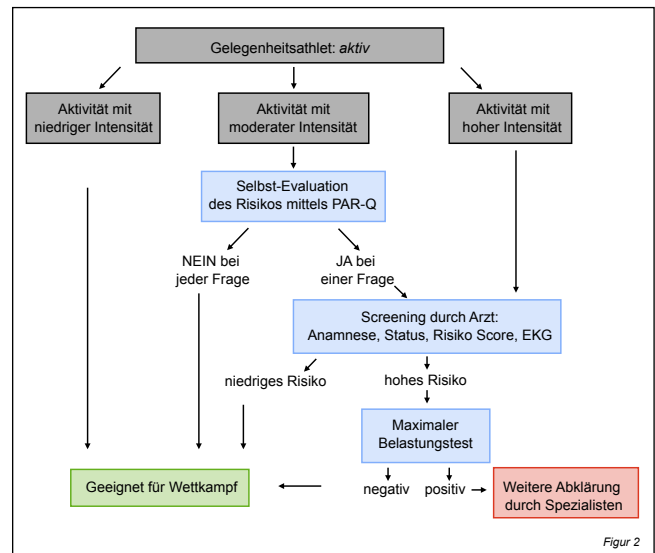 Gelegenheitsathlet: aktiv
Aktivität mit
niedriger Intensität
Aktivität mit
moderater Intensität
Aktivität mit
hoher Intensität
Selbst-Evaluation
des Risikos mittels PAR-Q
NEIN bei
jeder Frage
JA bei
einer Frage
Screening durch Arzt:
Anamnese, Status, Risiko Score, EKG
niedriges Risiko
hohes Risiko
Maximaler
Belastungstest
Geeignet für Wettkampf
negativ
positiv
Weitere Abklärung
durch Spezialisten
Figur 2